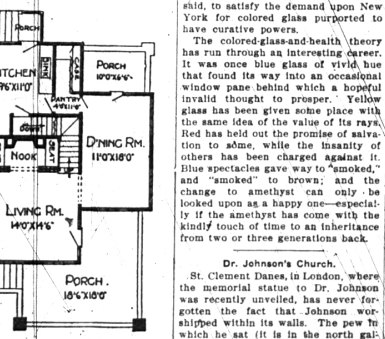 PORCH
KITCHEN
9'6"X11'0"
PORCH
10'0"X6'6"
PANTRY
DINING RM.
11'0"X18'0"
NOOK
SEAT
LIVING RM.
14'0"X14'6"
PORCH.
18'6"X18'0"
said, to satisfy the demand upon New
York for colored glass purported to
have curative powers.
The colored-glass-and-health theory
has run through an interesting career.
It was once blue glass of vivid hue
that found its way into an occasional
window pane behind which a hopeful
invalid thought to prosper. Yellow
glass has been given some place with
the same idea of the value of its rays.
Red has held out the promise of salva-
tion to some, while the insanity of
others has been charged against it.
Blue spectacles gave way to "smoked,"
and "smoked" to brown; and the
change to amethyst can only be
looked upon as a happy one—especial-
ly if the amethyst has come with the
kindly touch of time to an inheritance
from two or three generations back.
Dr. Johnson's Church.
St. Clement Danes, in London, where
the memorial statue to Dr. Johnson
was recently unveiled, has never for-
gotten the fact that Johnson wor-
shipped within its walls. The pew in
which he sat (it is in the north gal-